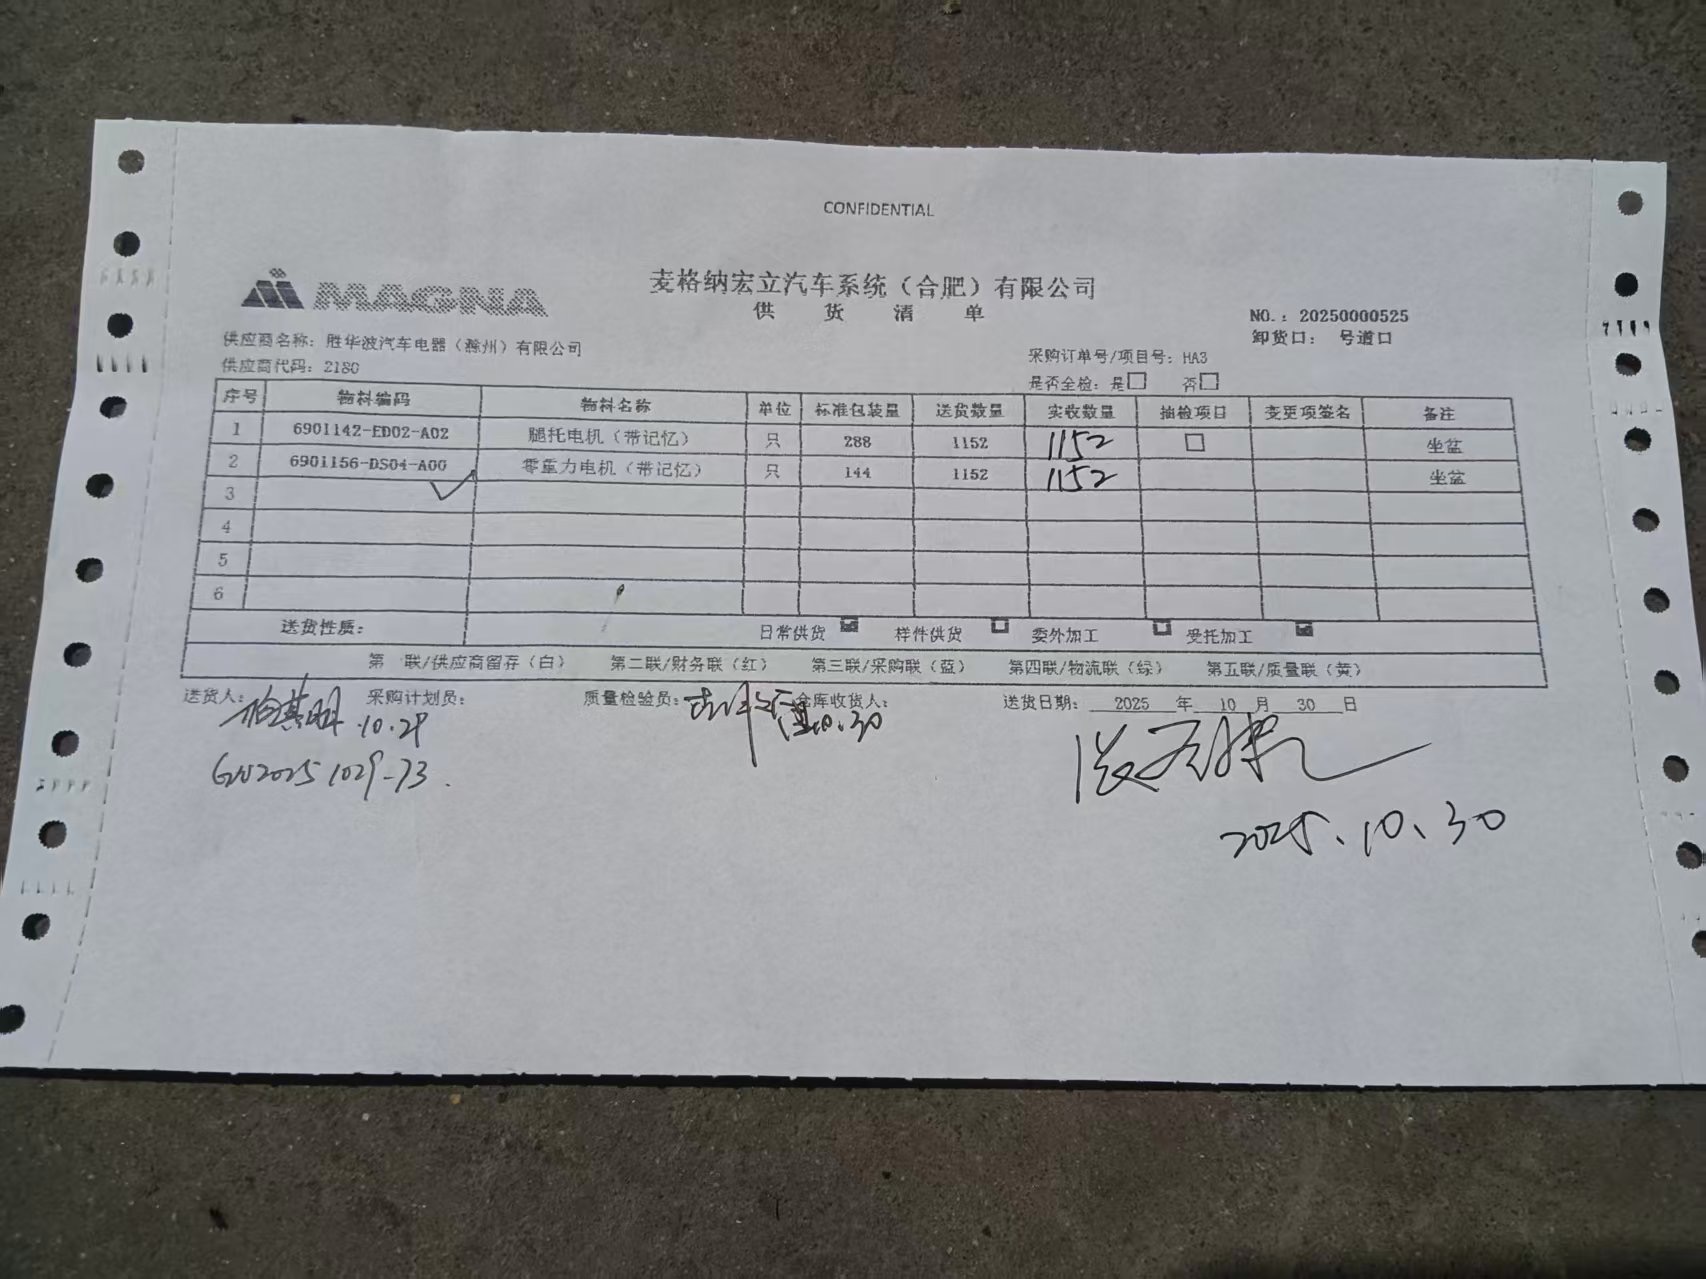 CONFIDENTIAL
MAGNA
麦格纳宏立汽车系统（合肥）有限公司
供 货 清 单
NO.：20250000525
卸货口： 号道口
供应商名称：胜华波汽车电器（滁州）有限公司
供应商代码：2180
采购订单号/项目号：HA3
是否全检：是□ 否□
序号 物料编码 物料名称 单位 标准包装量 送货数量 实收数量 抽检项目 变更项签名 备注
1 6901142-ED02-A02 腿托电机（带记忆） 只 288 1152 1152 □ 坐盆
2 6901156-DS04-A00 零重力电机（带记忆） 只 144 1152 1152 坐盆
3
4
5
6
送货性质： 日常供货 样件供货 委外加工 受托加工
第 联/供应商留存（白） 第二联/财务联（红） 第三联/采购联（蓝） 第四联/物流联（绿） 第五联/质量联（黄）
送货人： 采购计划员： 质量检验员： 仓库收货人： 送货日期： 2025 年 10 月 30 日
10.29
10.30
GW20251029-73.
2025.10.30